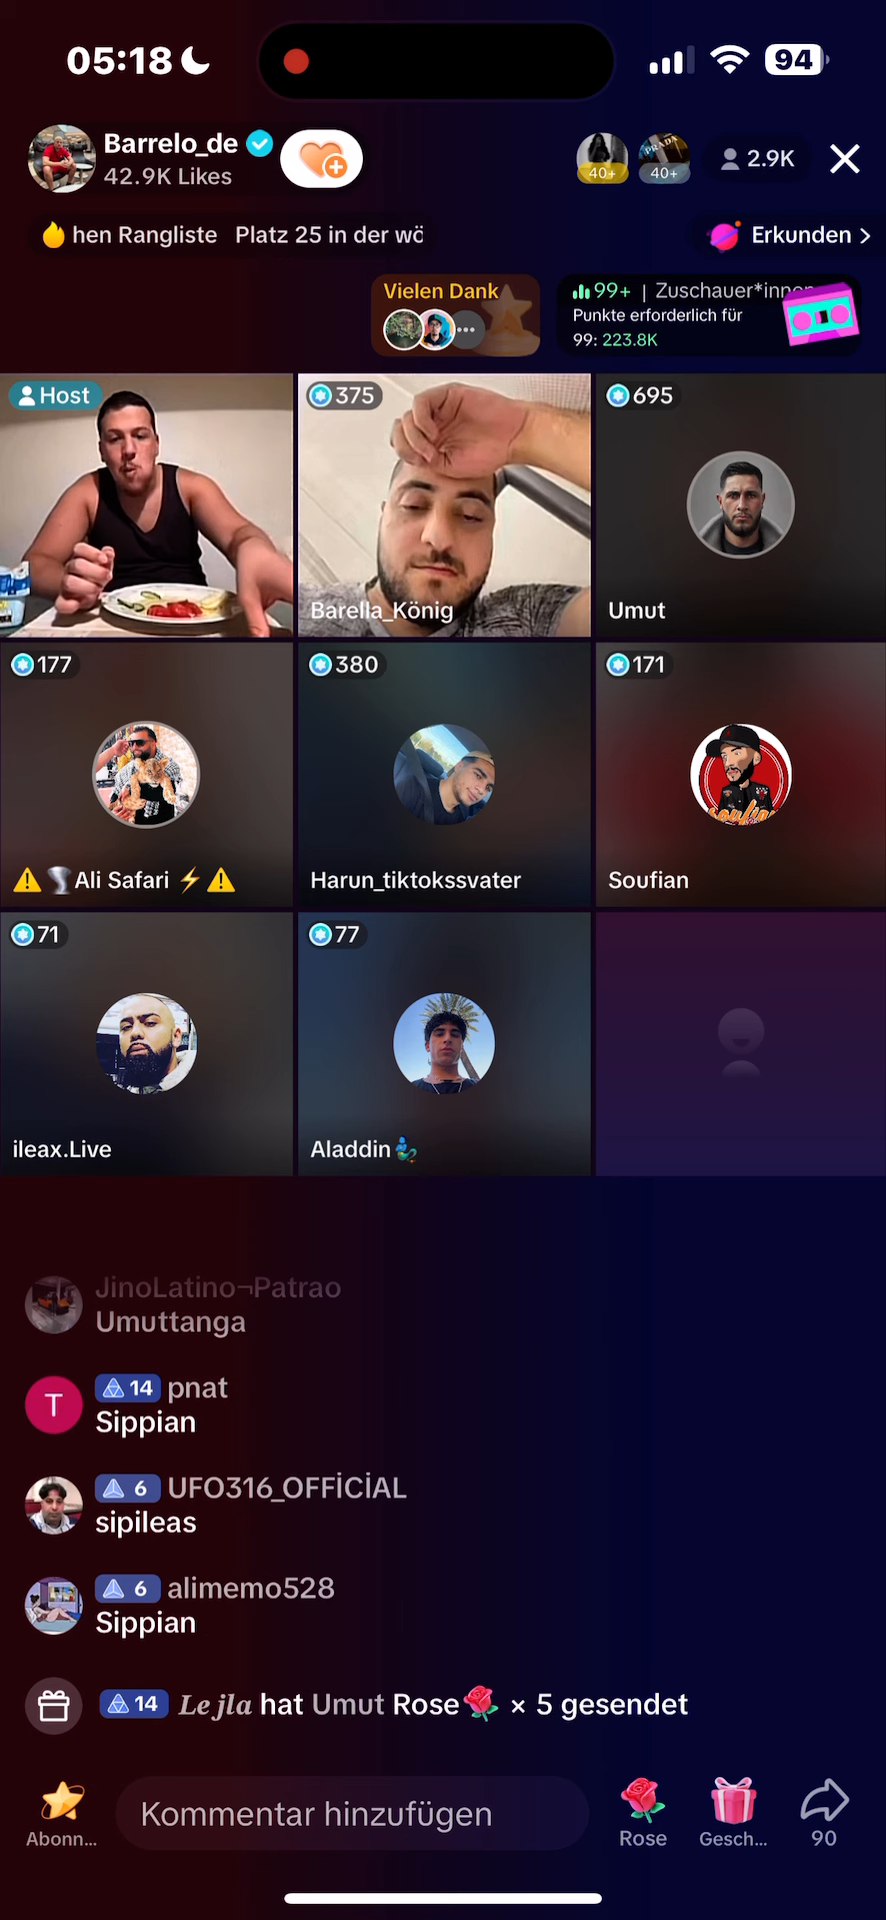 05:18
94
Barrelo_de
42.9K Likes
40+
40+
2.9K
hen Rangliste Platz 25 in der wö
Erkunden >
Vielen Dank
99+ | Zuschauer*innen
Punkte erforderlich für
99: 223.8K
Host
375
695
PRADA
Barella_König
Umut
177
380
171
Ali Safari
Harun_tiktokssvater
Soufian
71
77
ileax.Live
Aladdin
JinoLatino¬Patrao
Umuttanga
T
14 pnat
Sippian
6 UFO316_OFFİCİAL
sipileas
6 alimemo528
Sippian
14 Lejla hat Umut Rose × 5 gesendet
Abonn...
Kommentar hinzufügen
Rose
Gesch...
90